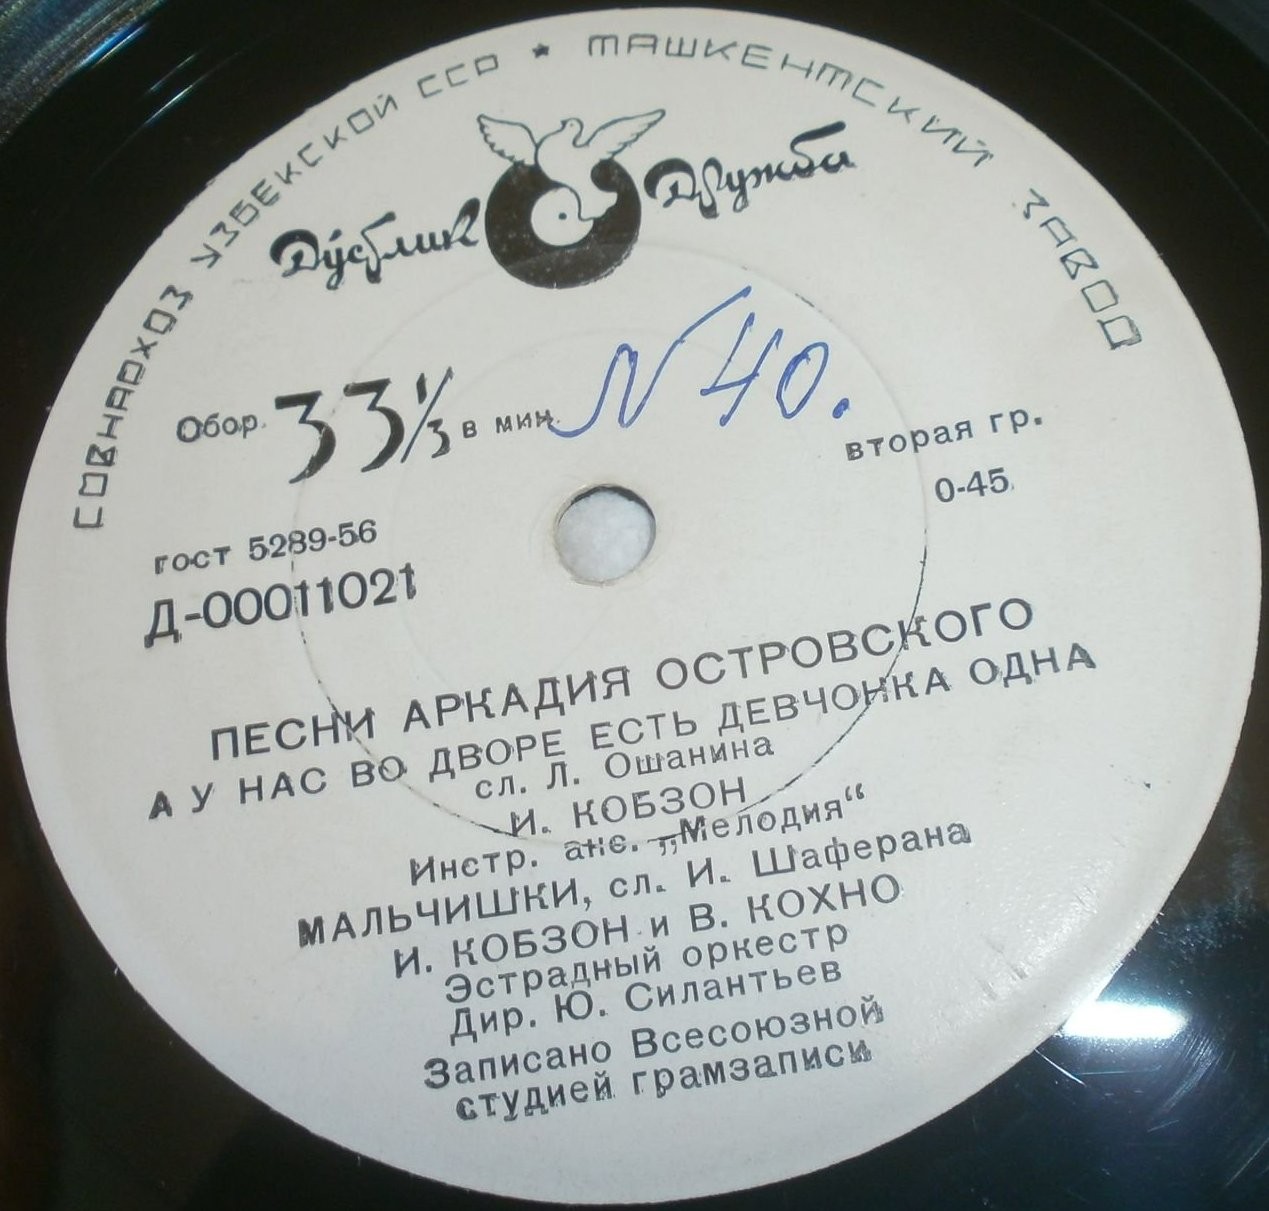 СОВНАРХОЗ УЗБЕКСКОЙ ССР ★ ТАШКЕНТСКИЙ ЗАВОД
Дўстлик Дружба
Обор. 33 1/3 в мин.
N 40.
вторая гр.
0-45
гост 5289-56
Д-00011021
ПЕСНИ АРКАДИЯ ОСТРОВСКОГО
А У НАС ВО ДВОРЕ ЕСТЬ ДЕВЧОНКА ОДНА
сл. Л. Ошанина
И. КОБЗОН
Инстр. анс. „Мелодия“
МАЛЬЧИШКИ, сл. И. Шаферана
И. КОБЗОН и В. КОХНО
Эстрадный оркестр
Дир. Ю. Силантьев
Записано Всесоюзной
студией грамзаписи